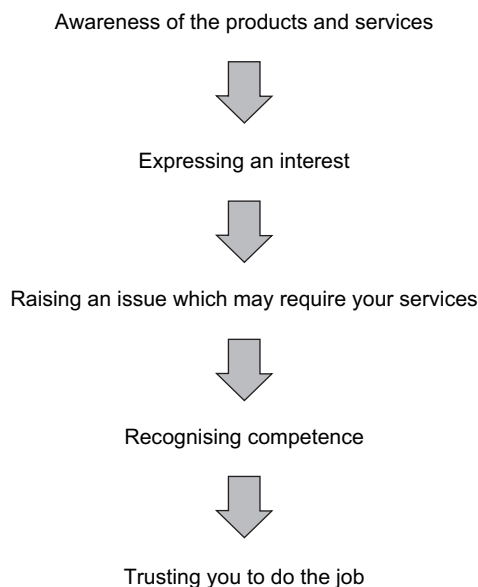 Awareness of the products and services
Expressing an interest
Raising an issue which may require your services
Recognising competence
Trusting you to do the job